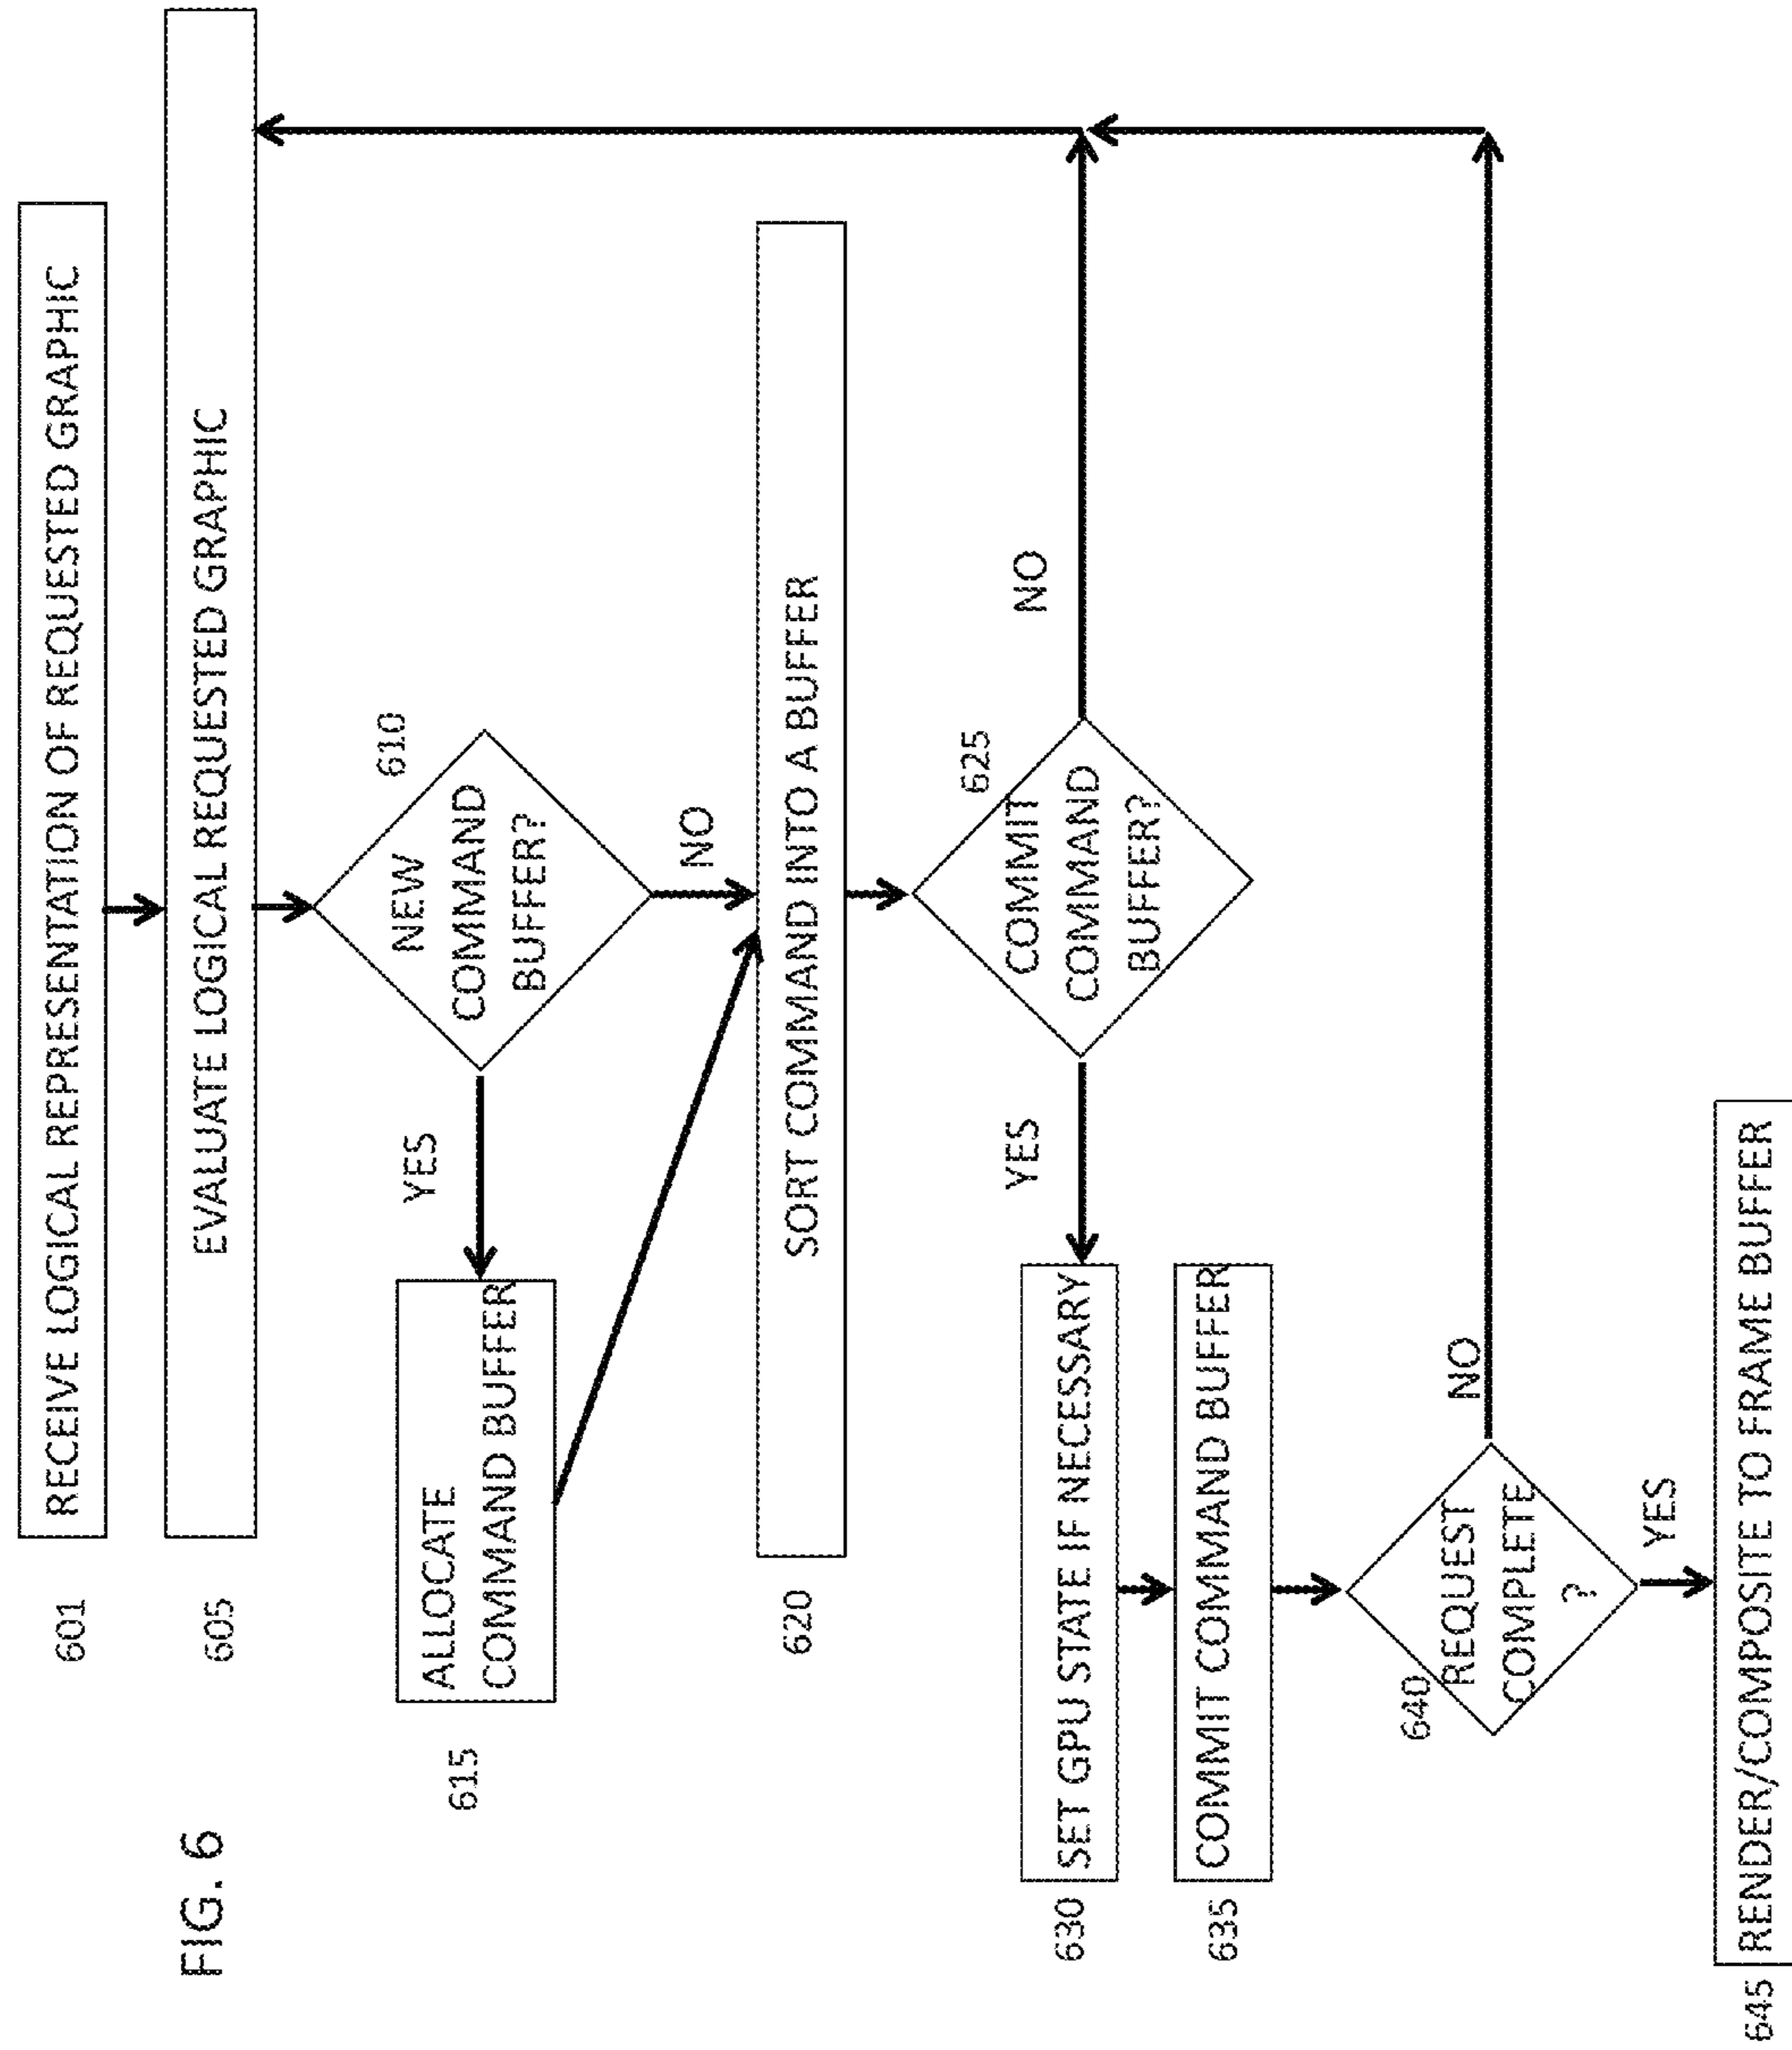 FIG. 6
601
RECEIVE LOGICAL REPRESENTATION OF REQUESTED GRAPHIC
605
EVALUATE LOGICAL REQUESTED GRAPHIC
610
NEW
COMMAND
BUFFER?
YES
NO
615
ALLOCATE
COMMAND BUFFER
620
SORT COMMAND INTO A BUFFER
625
COMMIT
COMMAND
BUFFER?
YES
NO
630
SET GPU STATE IF NECESSARY
635
COMMIT COMMAND BUFFER
640
REQUEST
COMPLETE
?
NO
YES
645
RENDER/COMPOSITE TO FRAME BUFFER